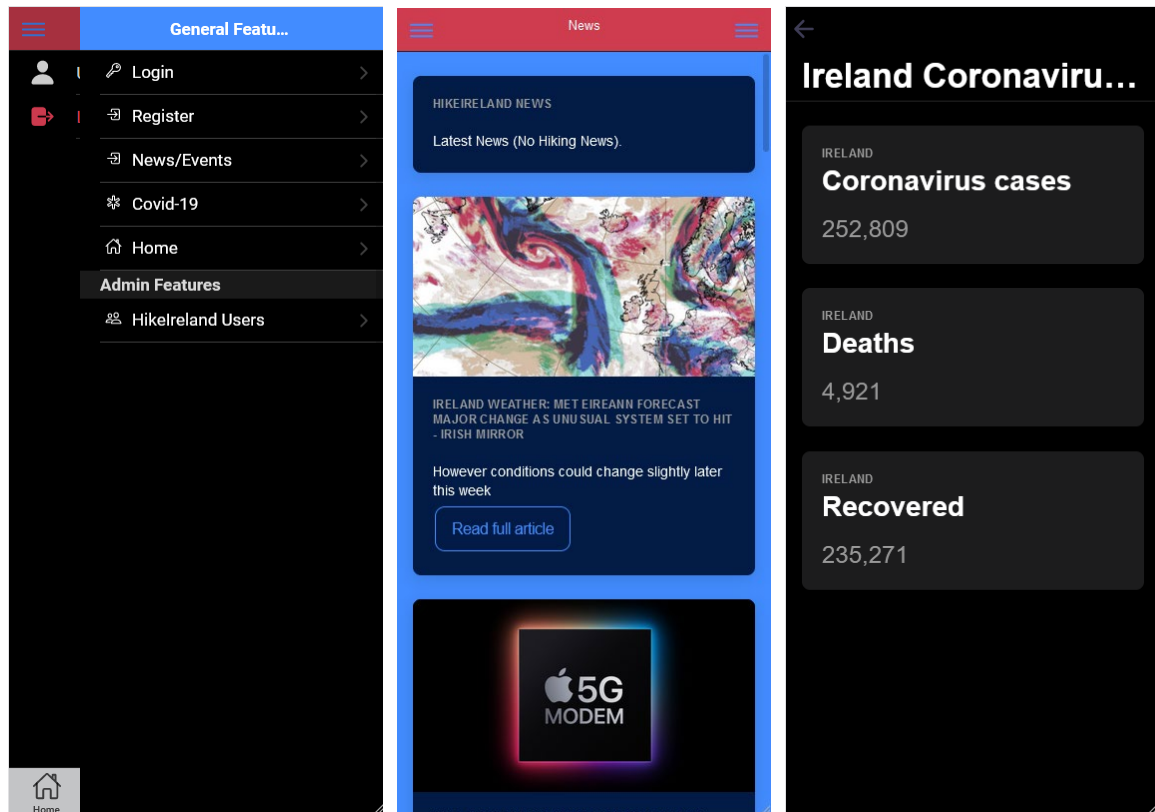 General Featu...
Login
Register
News/Events
Covid-19
Home
Admin Features
HikeIreland Users
Home
News
HIKEIRELAND NEWS
Latest News (No Hiking News).
IRELAND WEATHER: MET EIREANN FORECAST
MAJOR CHANGE AS UNUSUAL SYSTEM SET TO HIT
- IRISH MIRROR
However conditions could change slightly later
this week
Read full article
5G
MODEM
Ireland Coronaviru...
IRELAND
Coronavirus cases
252,809
IRELAND
Deaths
4,921
IRELAND
Recovered
235,271